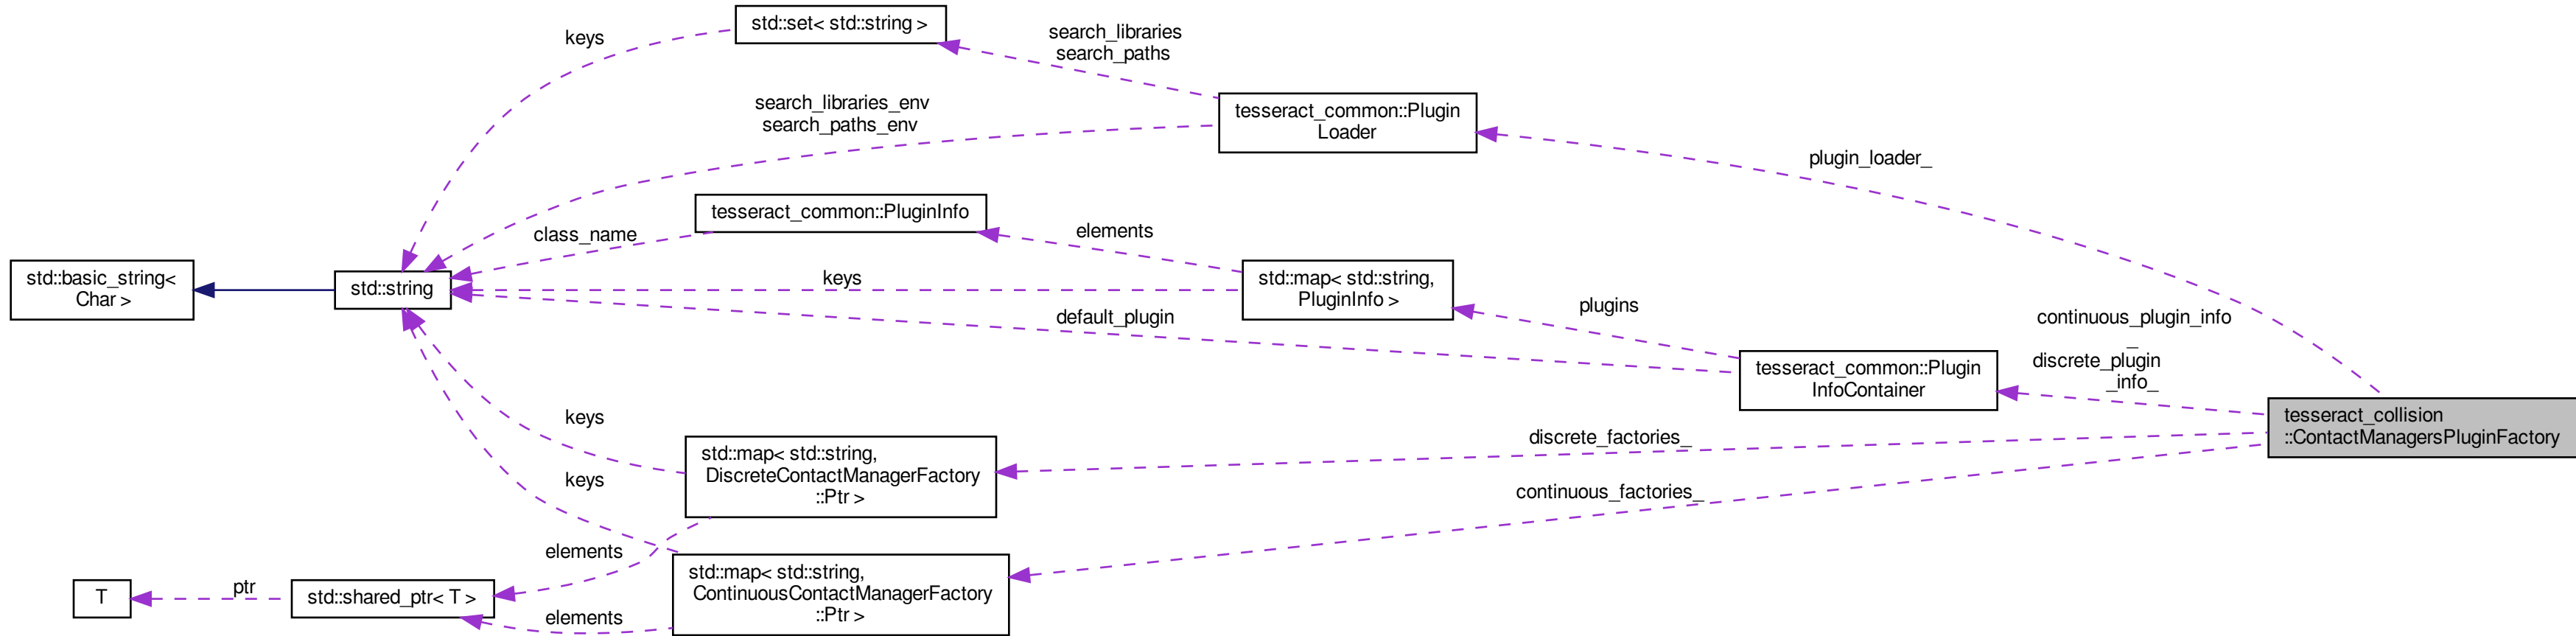 std::set< std::string >
keys
search_libraries
search_paths
search_libraries_env
search_paths_env
tesseract_common::Plugin
Loader
plugin_loader_
tesseract_common::PluginInfo
class_name
elements
std::basic_string<
Char >
std::string
keys
std::map< std::string,
PluginInfo >
default_plugin
plugins
continuous_plugin_info
_
discrete_plugin
_info_
tesseract_common::Plugin
InfoContainer
tesseract_collision
::ContactManagersPluginFactory
keys
discrete_factories_
std::map< std::string,
DiscreteContactManagerFactory
::Ptr >
keys
continuous_factories_
elements
std::map< std::string,
ContinuousContactManagerFactory
::Ptr >
T
ptr
std::shared_ptr< T >
elements